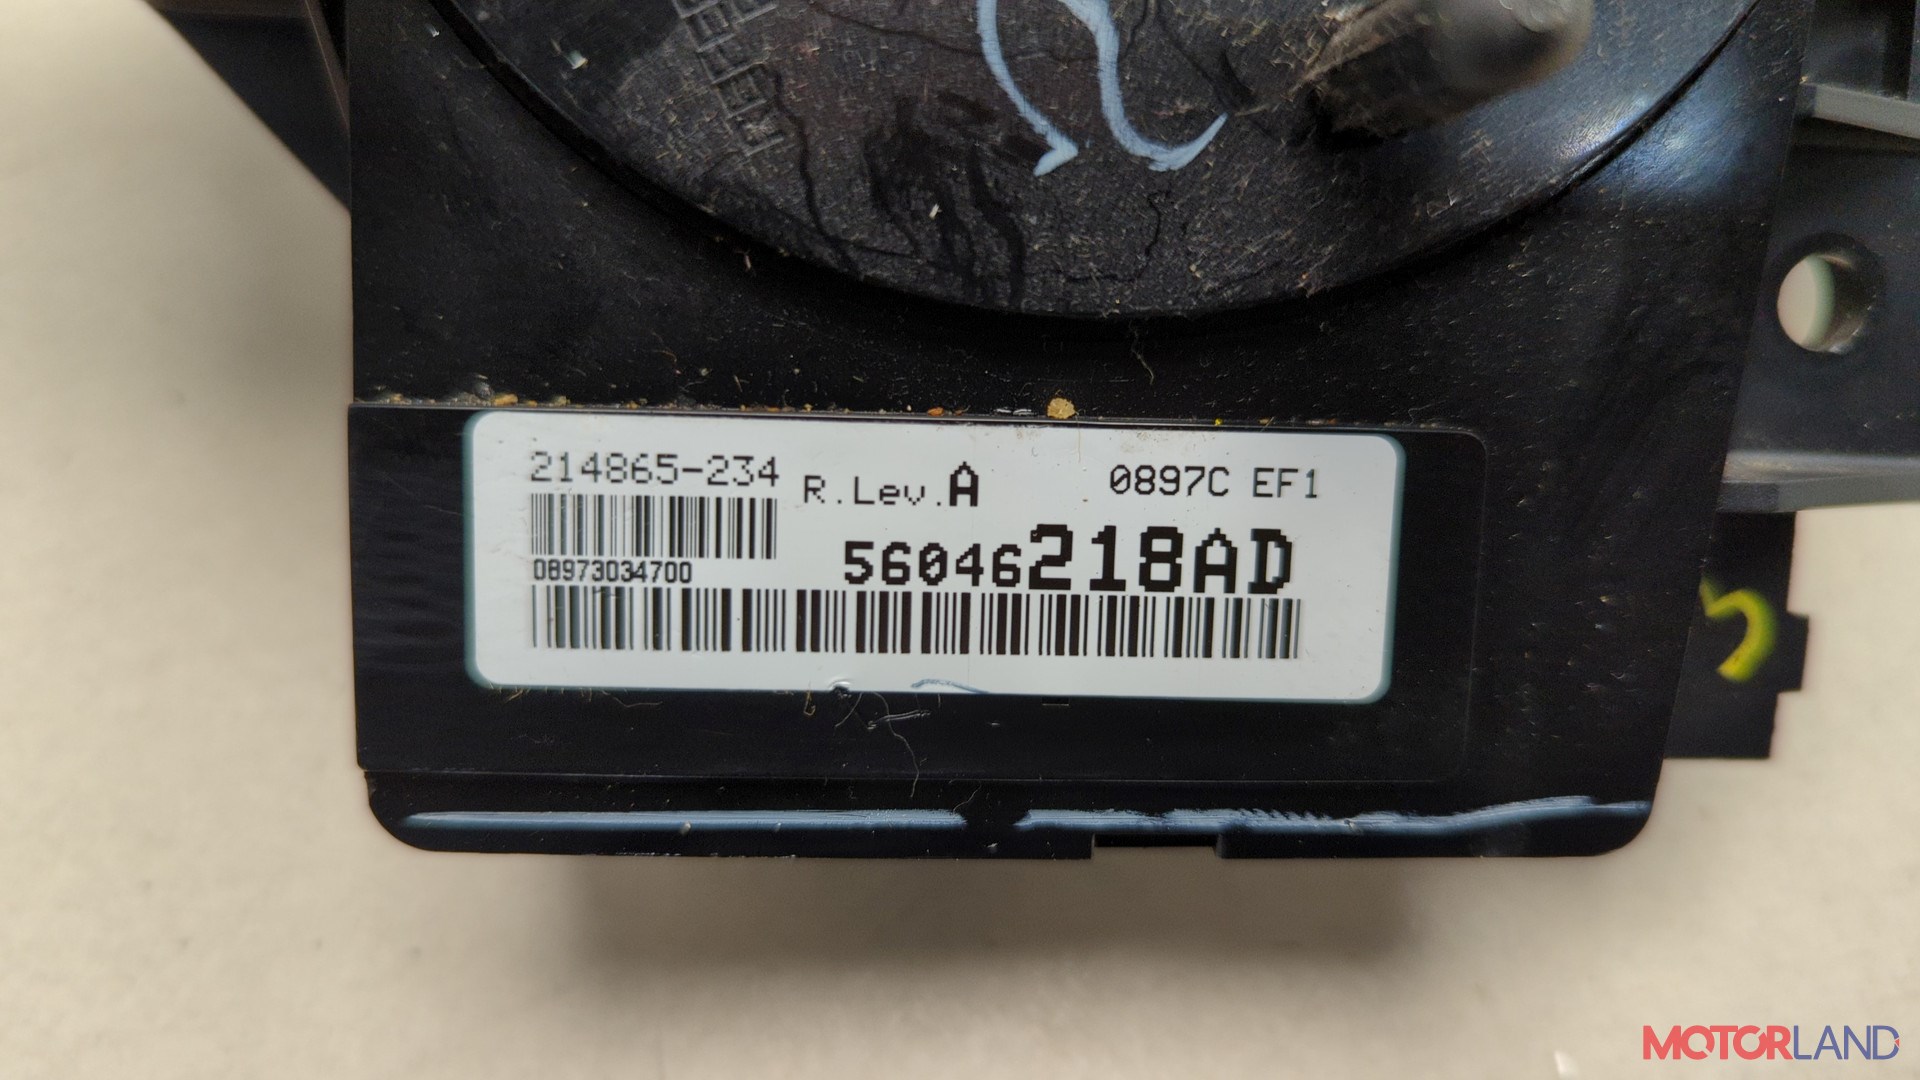 214865-234
R.Lev.A
0897C EF1
08973034700
56046218AD
MOTORLAND